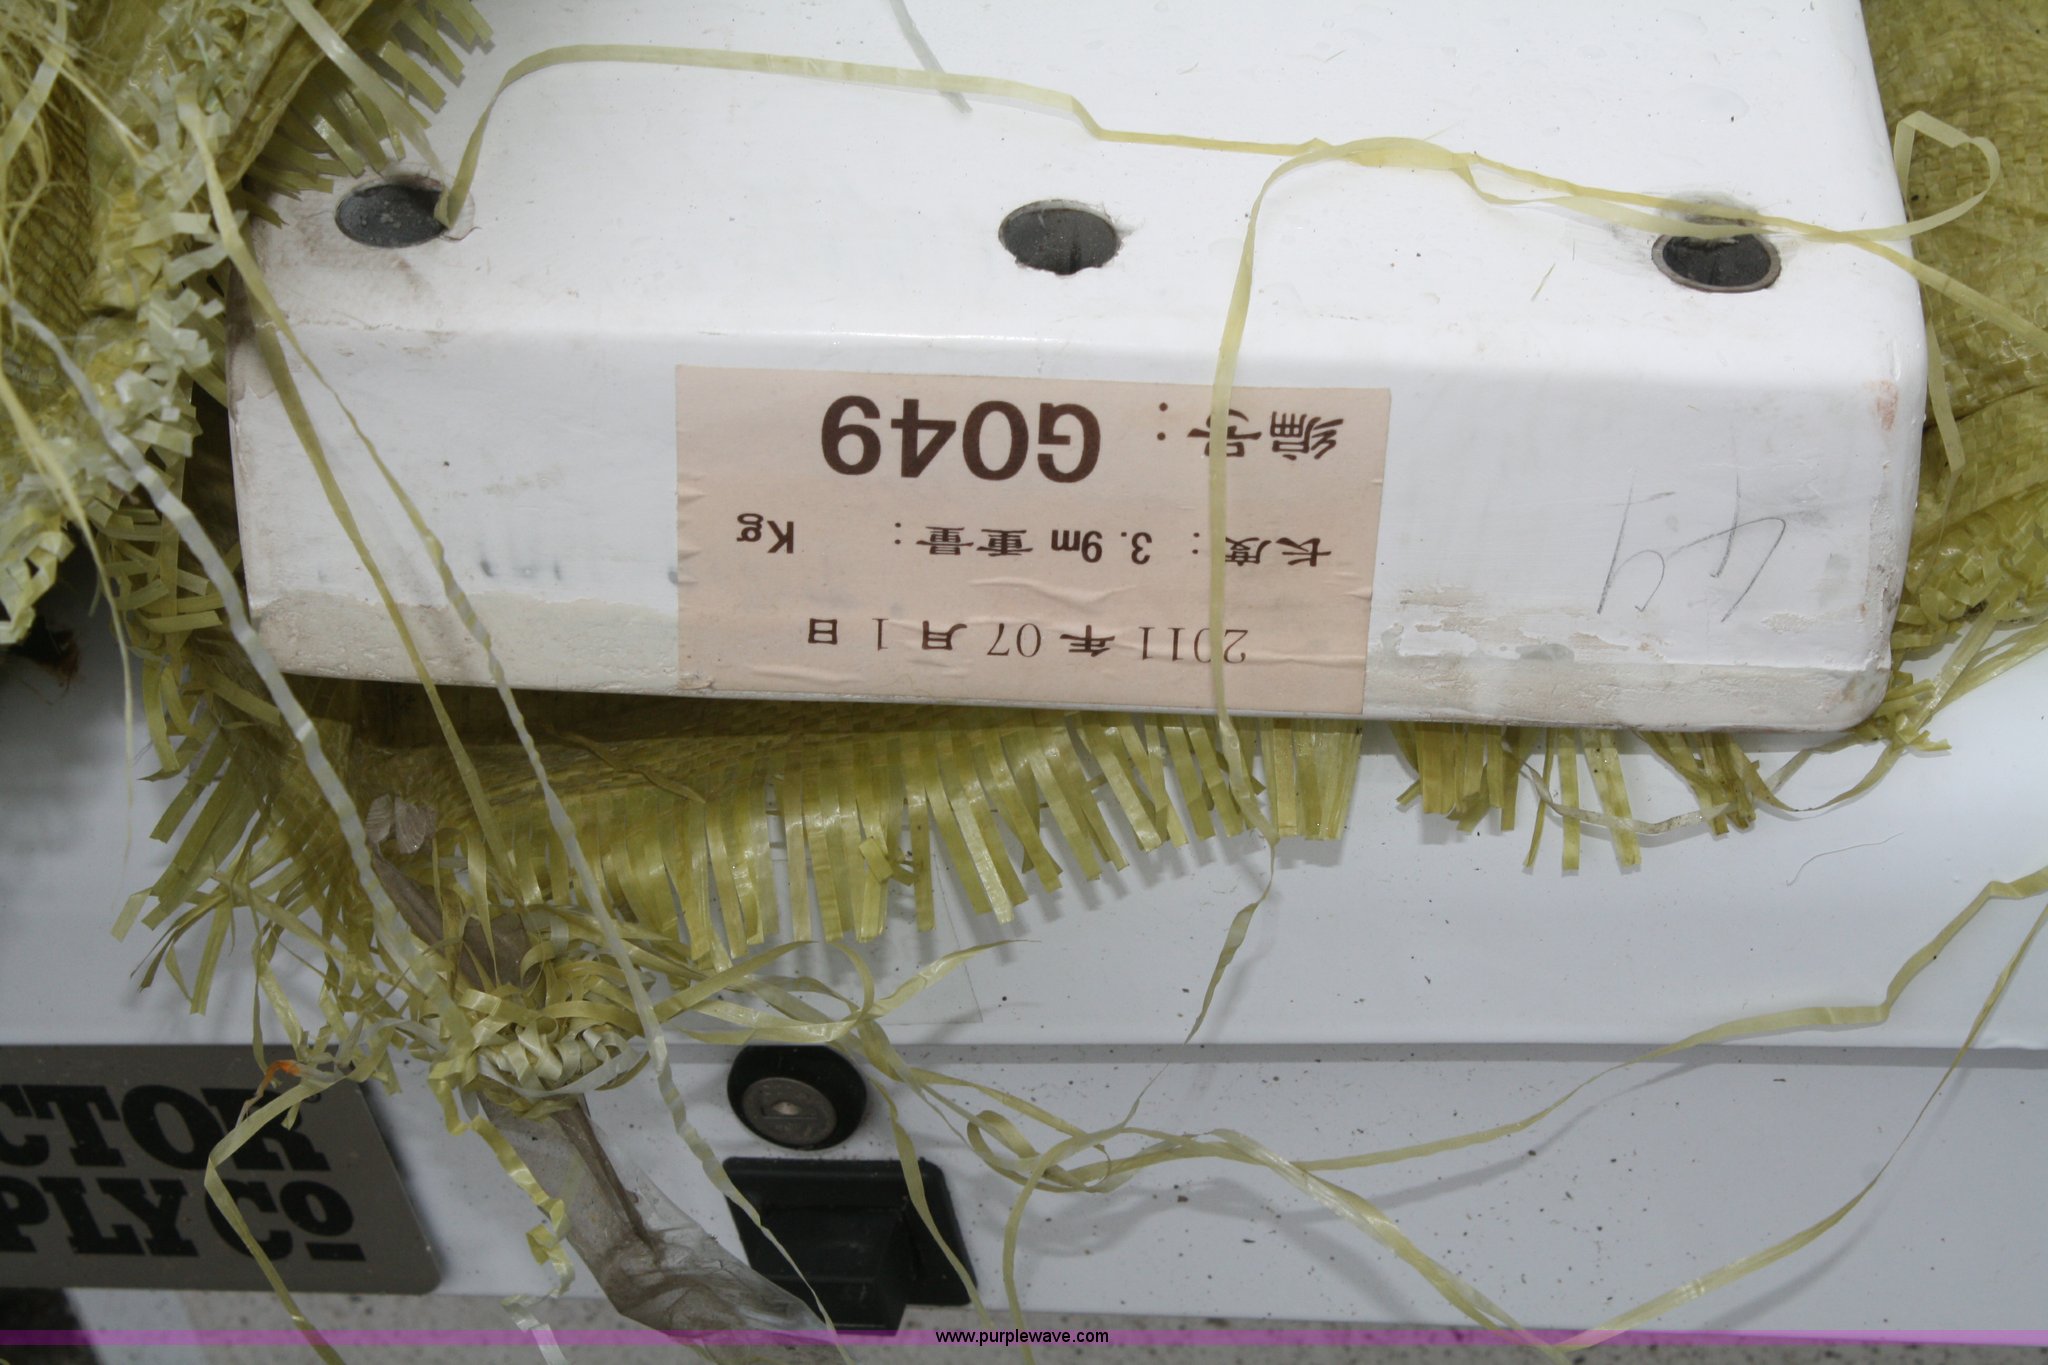 编号：G049
长度：3.9m 重量： Kg
2011年07月1日
49
CTOR
PLY Co
www.purplewave.com